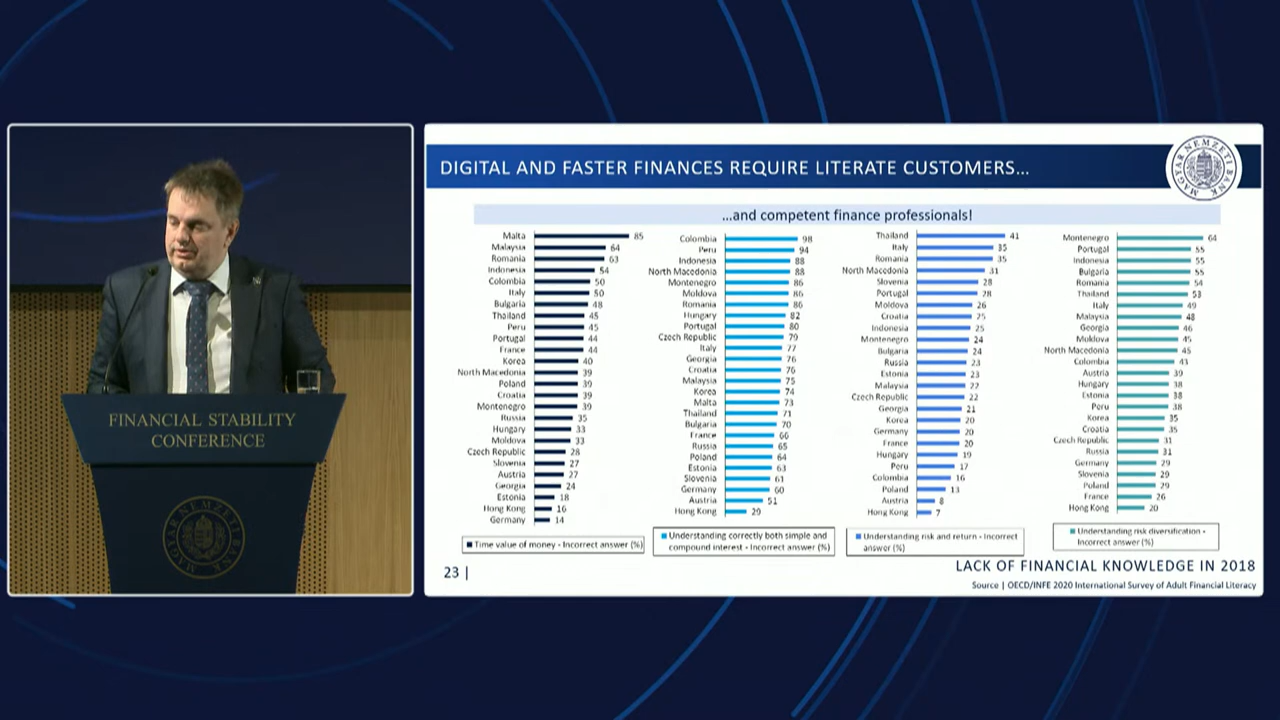 DIGITAL AND FASTER FINANCES REQUIRE LITERATE CUSTOMERS...
MAGYAR NEMZETI BANK
...and competent finance professionals!
Malta 85
Malaysia 64
Romania 63
Indonesia 54
Colombia 50
Italy 50
Bulgaria 48
Thailand 45
Peru 45
Portugal 44
France 44
Korea 40
North Macedonia 39
Poland 39
Croatia 39
Montenegro 39
Russia 35
Hungary 33
Moldova 33
Czech Republic 28
Slovenia 27
Austria 27
Georgia 24
Estonia 18
Hong Kong 16
Germany 14
Time value of money - Incorrect answer (%)
Colombia 98
Peru 94
Indonesia 88
North Macedonia 88
Montenegro 86
Moldova 86
Romania 86
Hungary 82
Portugal 80
Czech Republic 79
Italy 77
Georgia 76
Croatia 76
Malaysia 75
Korea 74
Malta 73
Thailand 71
Bulgaria 70
France 66
Russia 65
Poland 64
Estonia 63
Slovenia 61
Germany 60
Austria 51
Hong Kong 29
Understanding correctly both simple and
compound interest - Incorrect answer (%)
Thailand 41
Italy 35
Romania 35
North Macedonia 31
Slovenia 28
Portugal 28
Moldova 26
Croatia 25
Indonesia 25
Montenegro 24
Bulgaria 24
Russia 23
Estonia 23
Malaysia 22
Czech Republic 22
Georgia 21
Korea 20
Germany 20
France 20
Hungary 19
Peru 17
Colombia 16
Poland 13
Austria 8
Hong Kong 7
Understanding risk and return - Incorrect
answer (%)
Montenegro 64
Portugal 55
Indonesia 55
Bulgaria 55
Romania 54
Thailand 53
Italy 49
Malaysia 48
Georgia 46
Moldova 45
North Macedonia 45
Colombia 43
Austria 39
Hungary 38
Estonia 38
Peru 38
Korea 35
Croatia 35
Czech Republic 31
Russia 31
Germany 29
Slovenia 29
Poland 29
France 26
Hong Kong 20
Understanding risk diversification -
Incorrect answer (%)
23 |
LACK OF FINANCIAL KNOWLEDGE IN 2018
Source | OECD/INFE 2020 International Survey of Adult Financial Literacy
FINANCIAL STABILITY
CONFERENCE